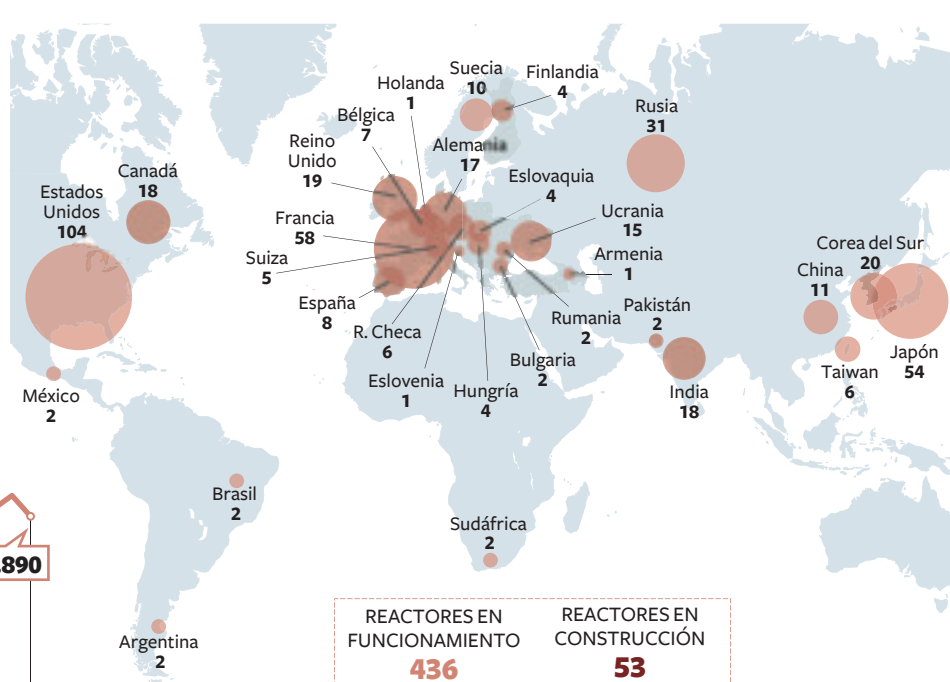 Suecia
10
Finlandia
4
Holanda
1
Bélgica
7
Reino
Unido
19
Alemania
17
Rusia
31
Canadá
18
Estados
Unidos
104
Eslovaquia
4
Francia
58
Ucrania
15
Suiza
5
Armenia
1
Corea del Sur
20
China
11
España
8
R. Checa
6
Rumania
2
Pakistán
2
Japón
54
Taiwan
6
Bulgaria
2
Eslovenia
1
Hungría
4
India
18
México
2
Brasil
2
Sudáfrica
2
.890
Argentina
2
REACTORES EN
FUNCIONAMIENTO
436
REACTORES EN
CONSTRUCCIÓN
53